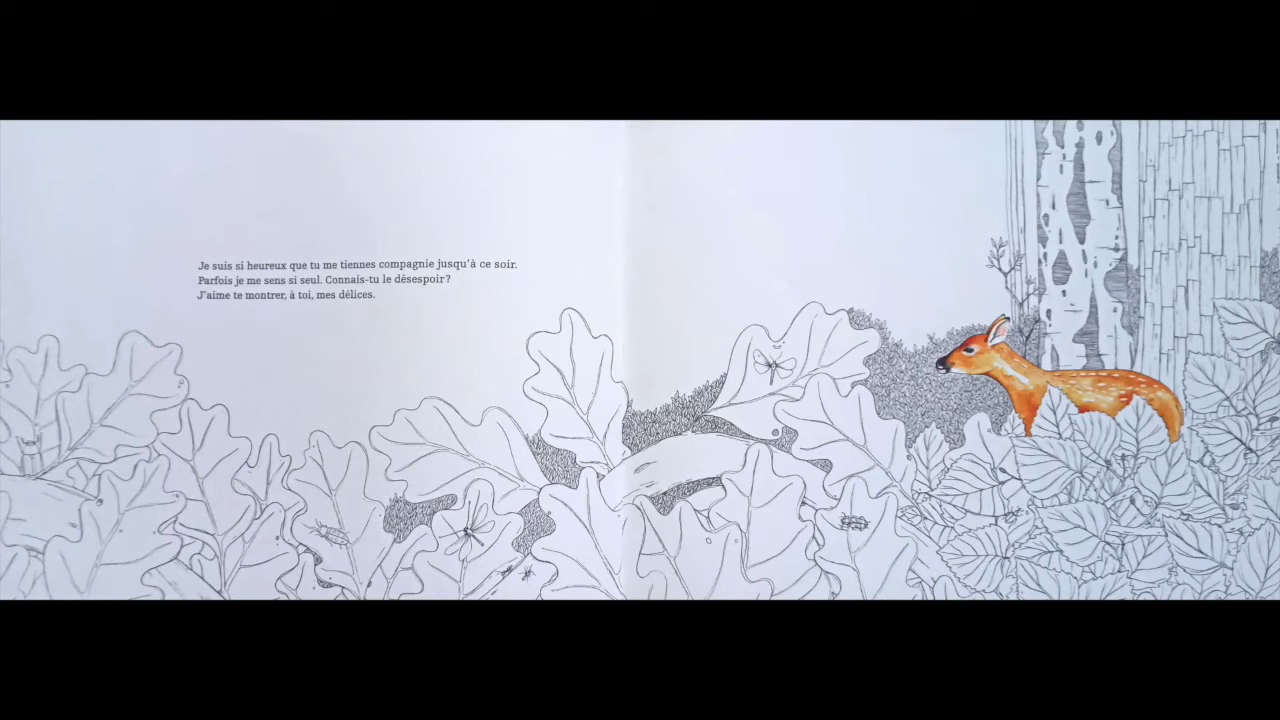 Je suis si heureux que tu me tiennes compagnie jusqu'à ce soir.
Parfois je me sens si seul. Connais-tu le désespoir?
J'aime te montrer, à toi, mes délices.